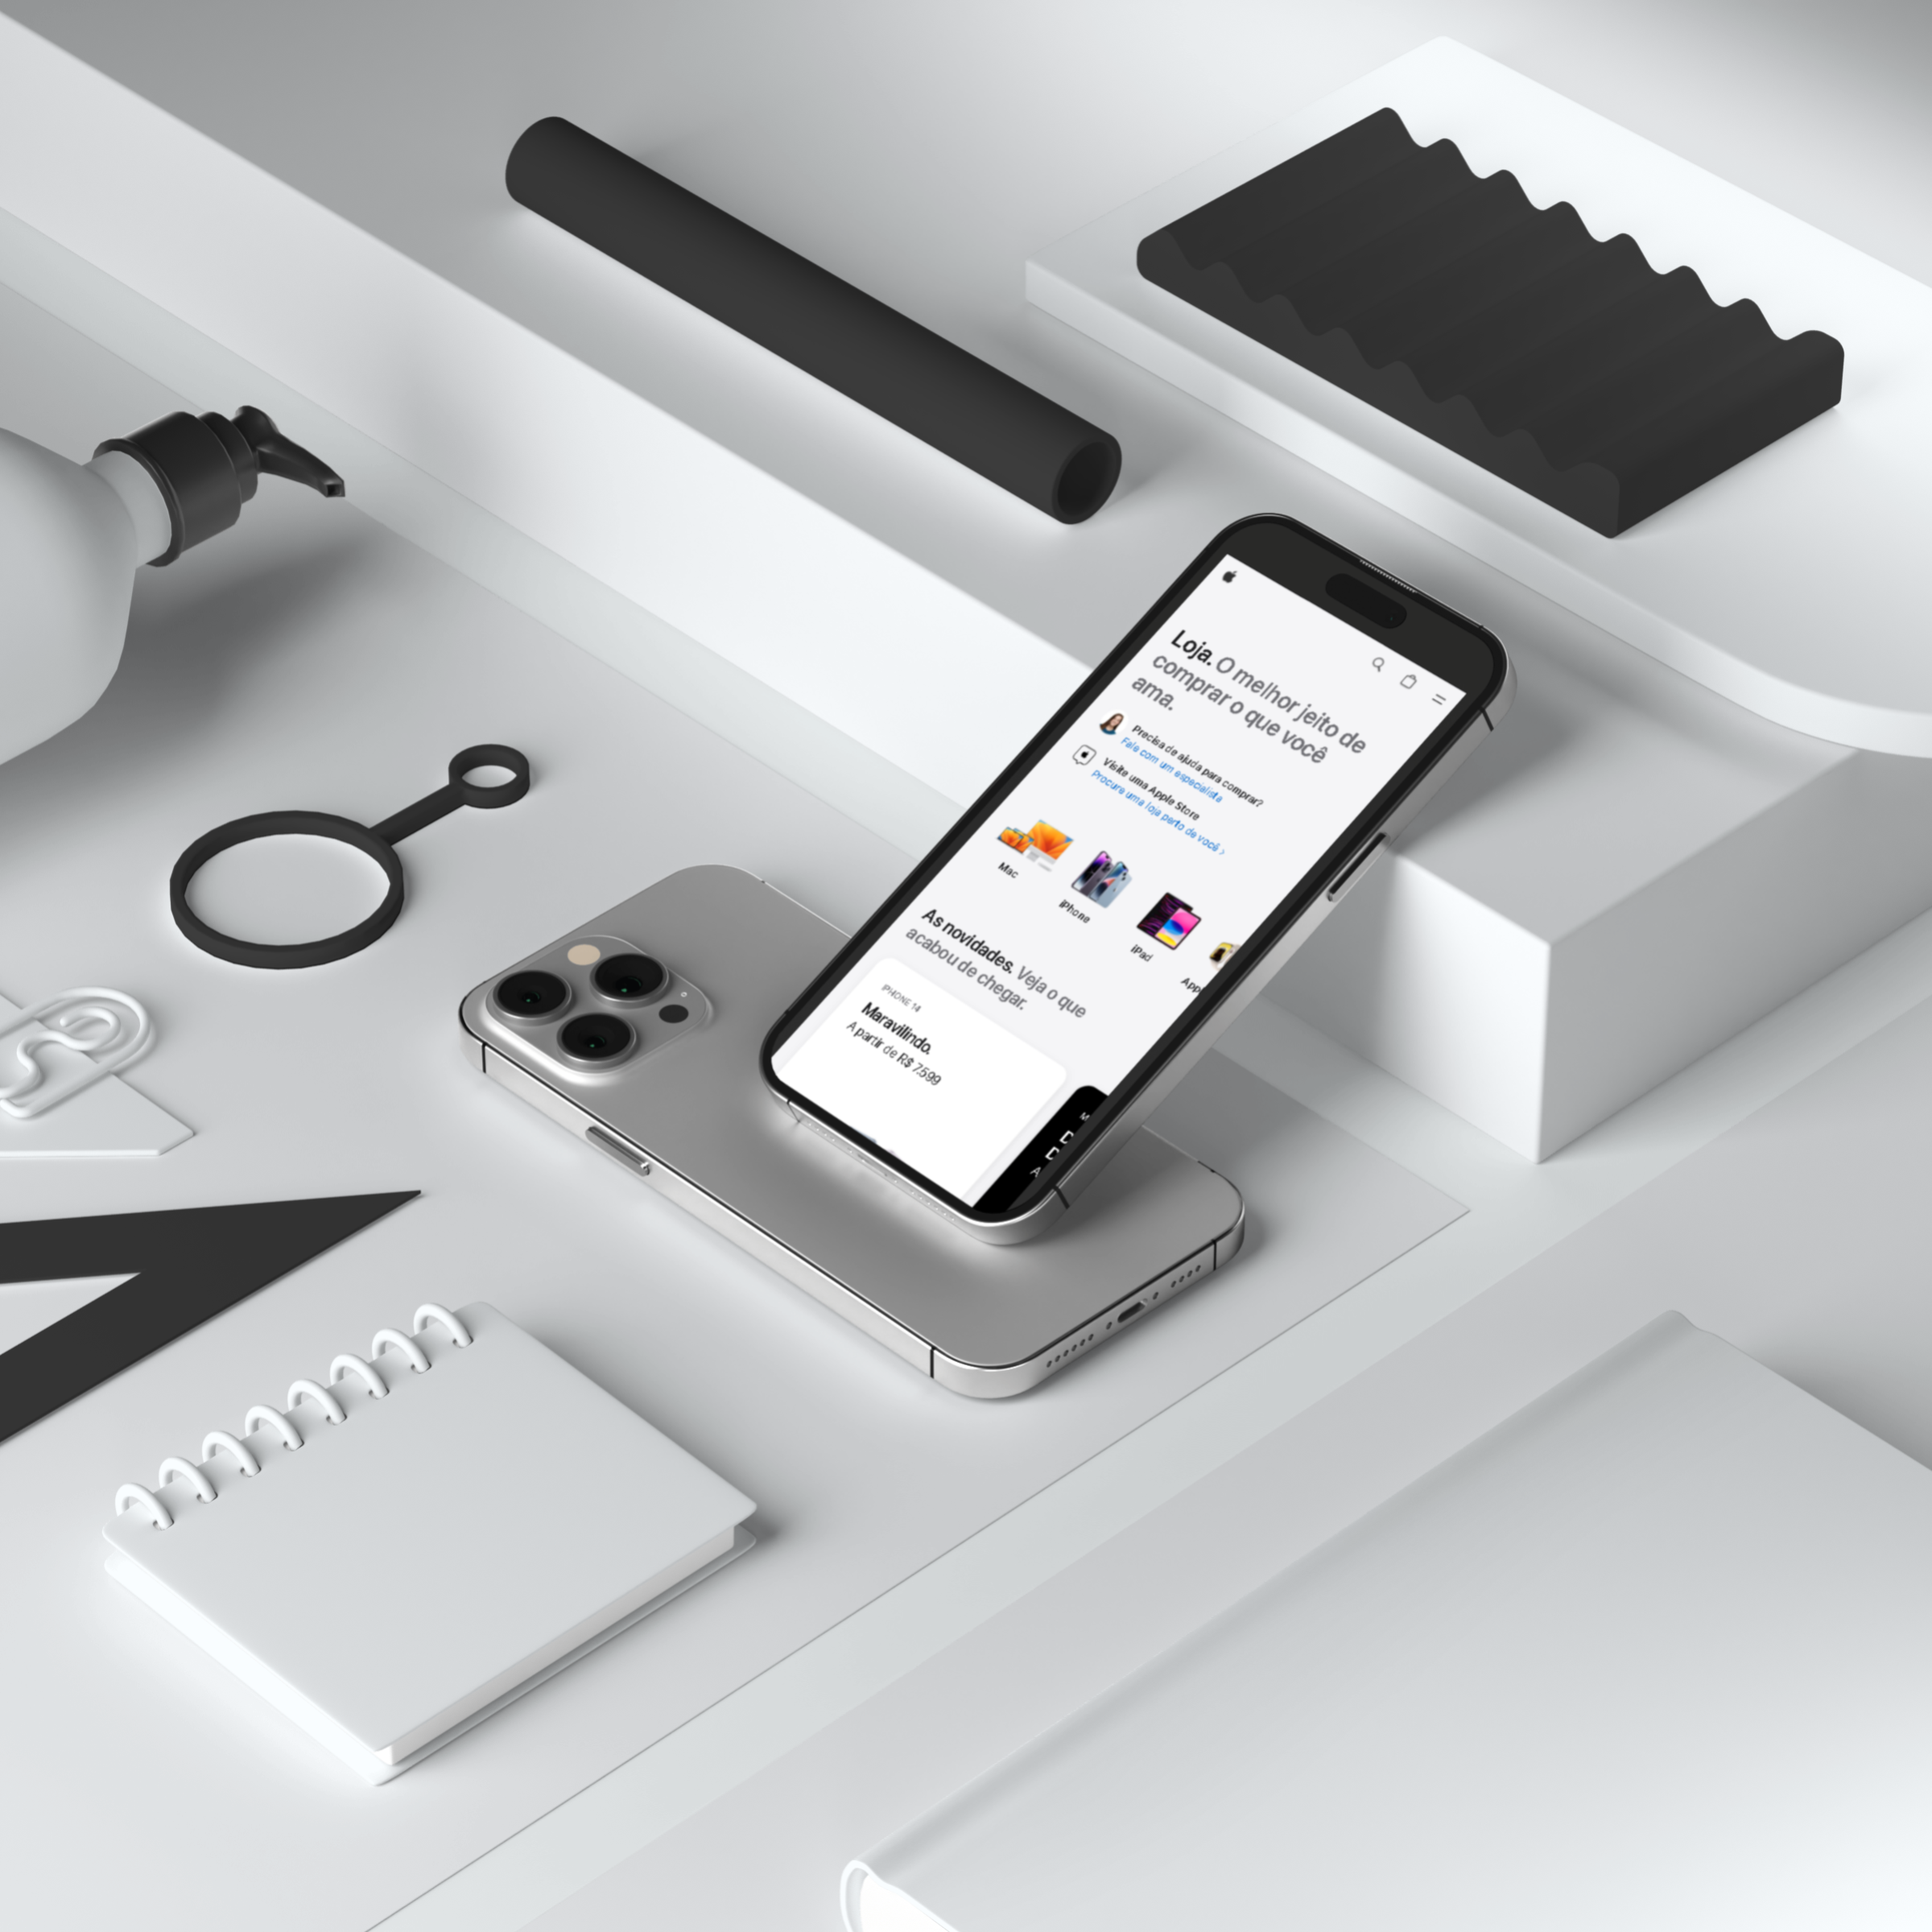 Loja. O melhor jeito de
comprar o que você
ama.
Precisa de ajuda para comprar?
Fale com um especialista
Visite uma Apple Store
Procure uma loja perto de você >
Mac
iPhone
iPad
App
As novidades. Veja o que
acabou de chegar.
IPHONE 14
Maravilindo.
A partir de R$ 7.599
M
D
D
A